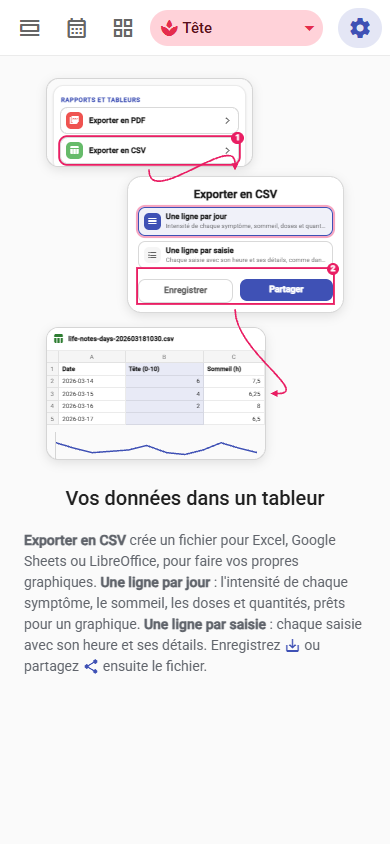 Tête
RAPPORTS ET TABLEURS
Exporter en PDF
Exporter en CSV
1
Exporter en CSV
Une ligne par jour
Intensité de chaque symptôme, sommeil, doses et quant...
Une ligne par saisie
Chaque saisie avec son heure et ses détails, comme dan...
2
Enregistrer
Partager
life-notes-days-202603181030.csv
A B C
1 Date Tête (0-10) Sommeil (h)
2 2026-03-14 6 7,5
3 2026-03-15 4 6,25
4 2026-03-16 2 8
5 2026-03-17 6,5
Vos données dans un tableur
Exporter en CSV crée un fichier pour Excel, Google
Sheets ou LibreOffice, pour faire vos propres
graphiques. Une ligne par jour : l'intensité de chaque
symptôme, le sommeil, les doses et quantités, prêts
pour un graphique. Une ligne par saisie : chaque saisie
avec son heure et ses détails. Enregistrez ou
partagez ensuite le fichier.